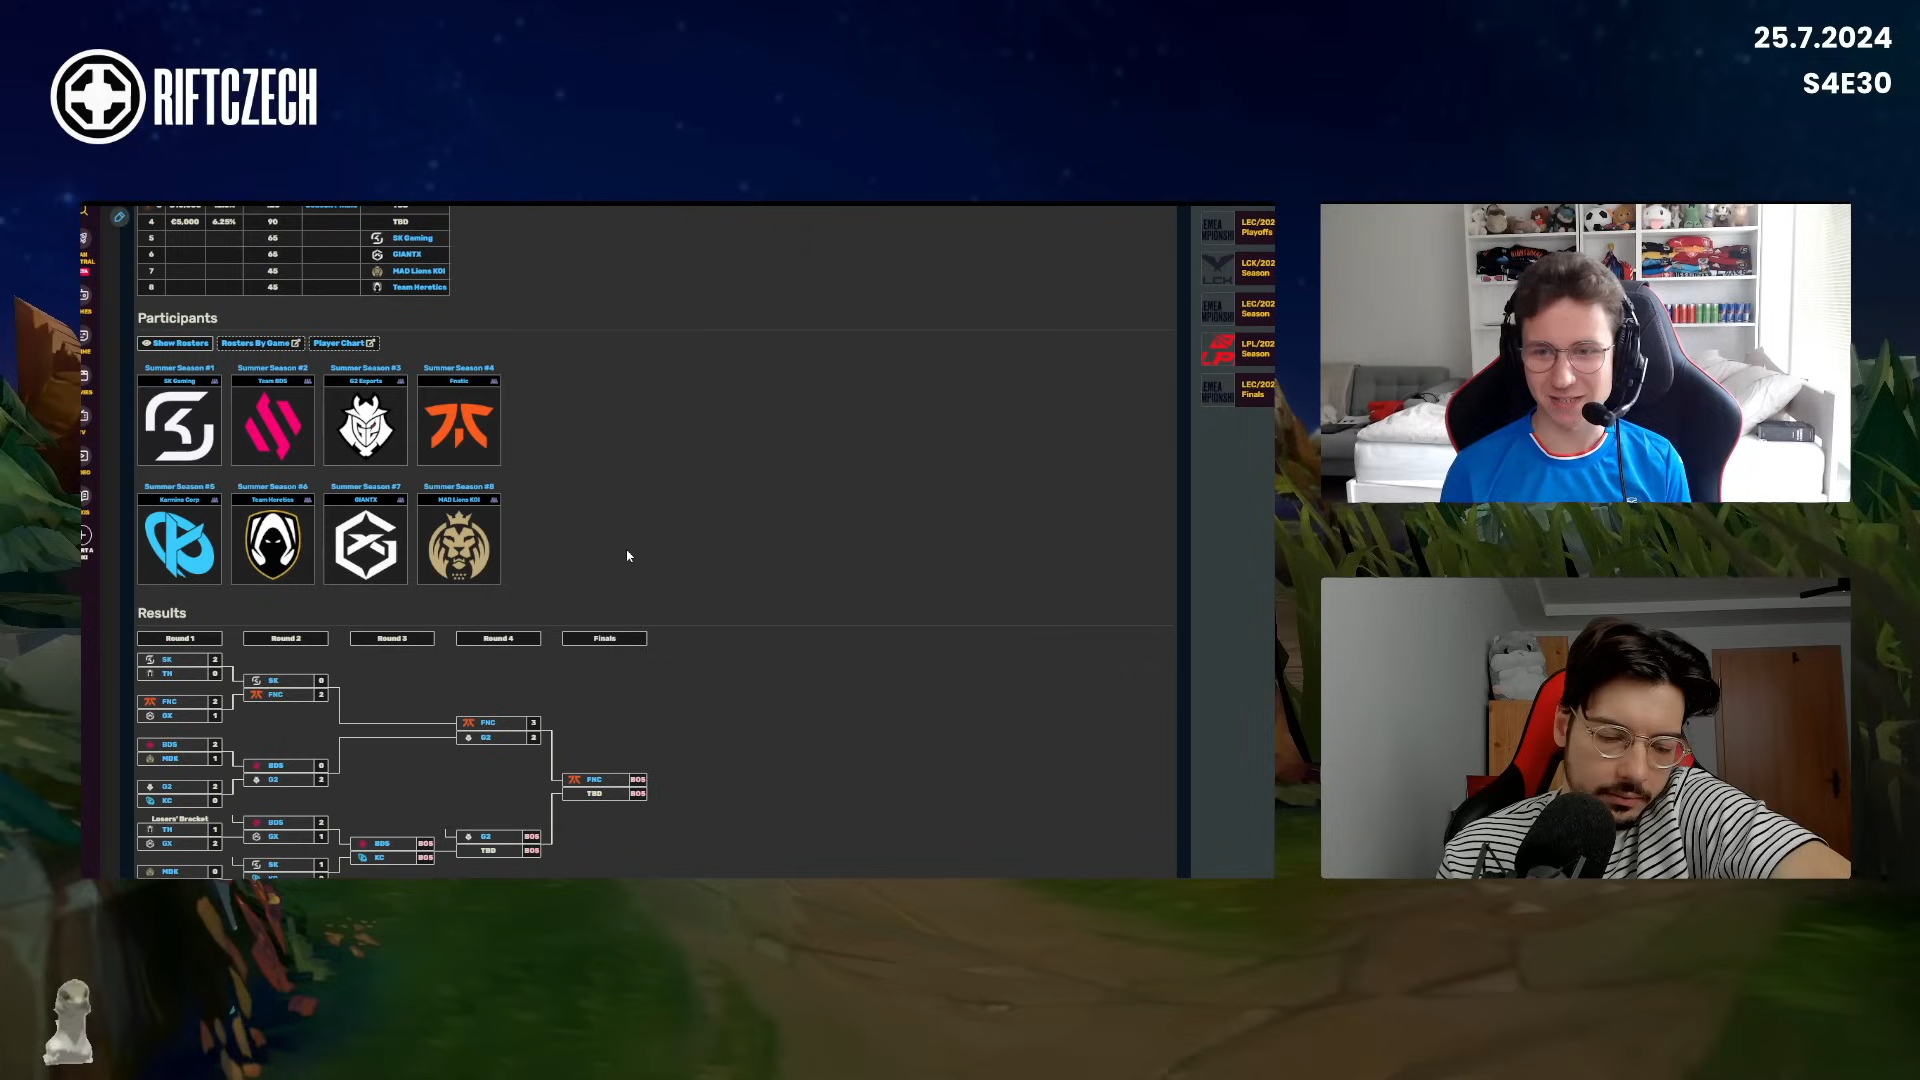 25.7.2024
S4E30
RIFTCZECH
4 €5,000 6.25% 90 TBD
5 65 SK Gaming
6 65 GIANTX
7 45 MAD Lions KOI
8 45 Team Heretics
Participants
Show Rosters Rosters By Game Player Chart
Summer Season #1 Summer Season #2 Summer Season #3 Summer Season #4
SK Gaming Team BDS G2 Esports Fnatic
Summer Season #5 Summer Season #6 Summer Season #7 Summer Season #8
Karmine Corp Team Heretics GIANTX MAD Lions KOI
Results
Round 1 Round 2 Round 3 Round 4 Finals
SK 2
TH 0
FNC 2
GX 1
BDS 2
MDK 1
G2 2
KC 0
SK 0
FNC 2
BDS 0
G2 2
FNC 3
G2 2
FNC BO5
TBD BO5
Losers' Bracket
TH 1
GX 2
MDK 0
BDS 2
GX 1
SK 1
BDS BO5
KC BO5
G2 BO5
TBD BO5
LEC/202
Playoffs
LCK/202
Season
LEC/202
Season
LPL/202
Season
LEC/202
Finals
LCK